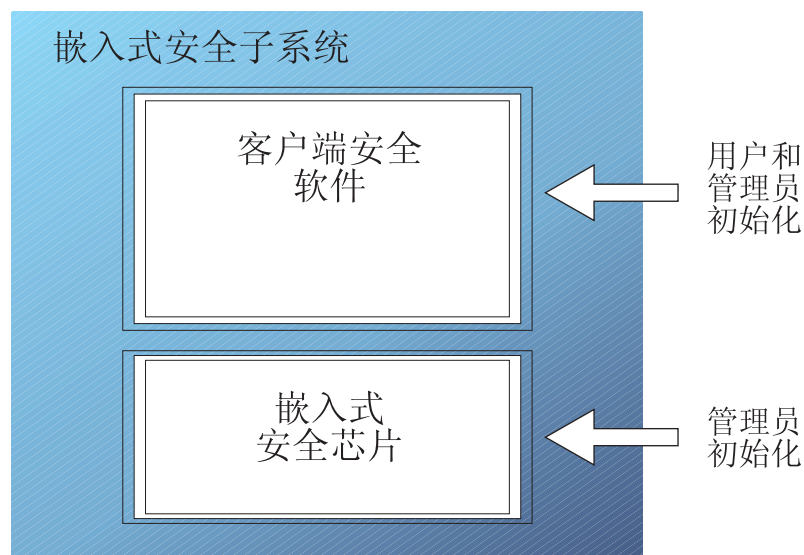 嵌入式安全子系统
客户端安全
软件
用户和
管理员
初始化
嵌入式
安全芯片
管理员
初始化